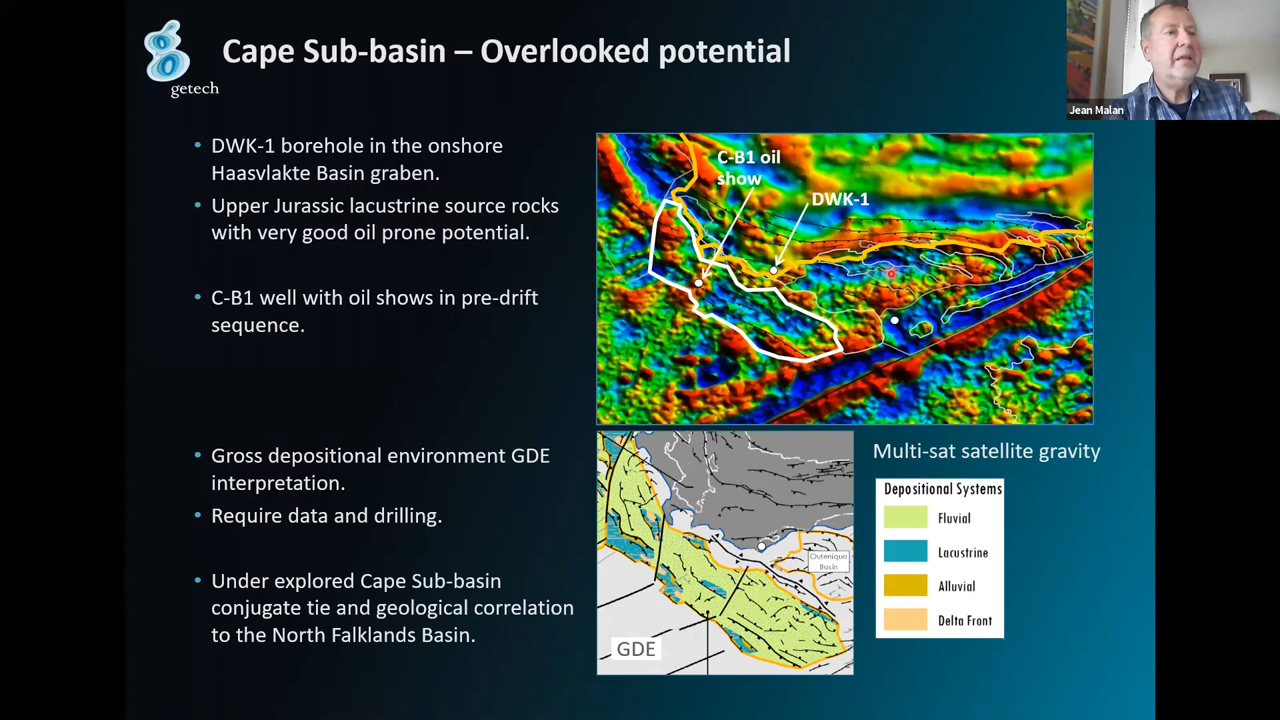 Cape Sub-basin – Overlooked potential
getech
Jean Malan
• DWK-1 borehole in the onshore
Haasvlakte Basin graben.
• Upper Jurassic lacustrine source rocks
with very good oil prone potential.
• C-B1 well with oil shows in pre-drift
sequence.
C-B1 oil
show
DWK-1
• Gross depositional environment GDE
interpretation.
• Require data and drilling.
• Under explored Cape Sub-basin
conjugate tie and geological correlation
to the North Falklands Basin.
Outeniqua
Basin
GDE
Multi-sat satellite gravity
Depositional Systems
Fluvial
Lacustrine
Alluvial
Delta Front